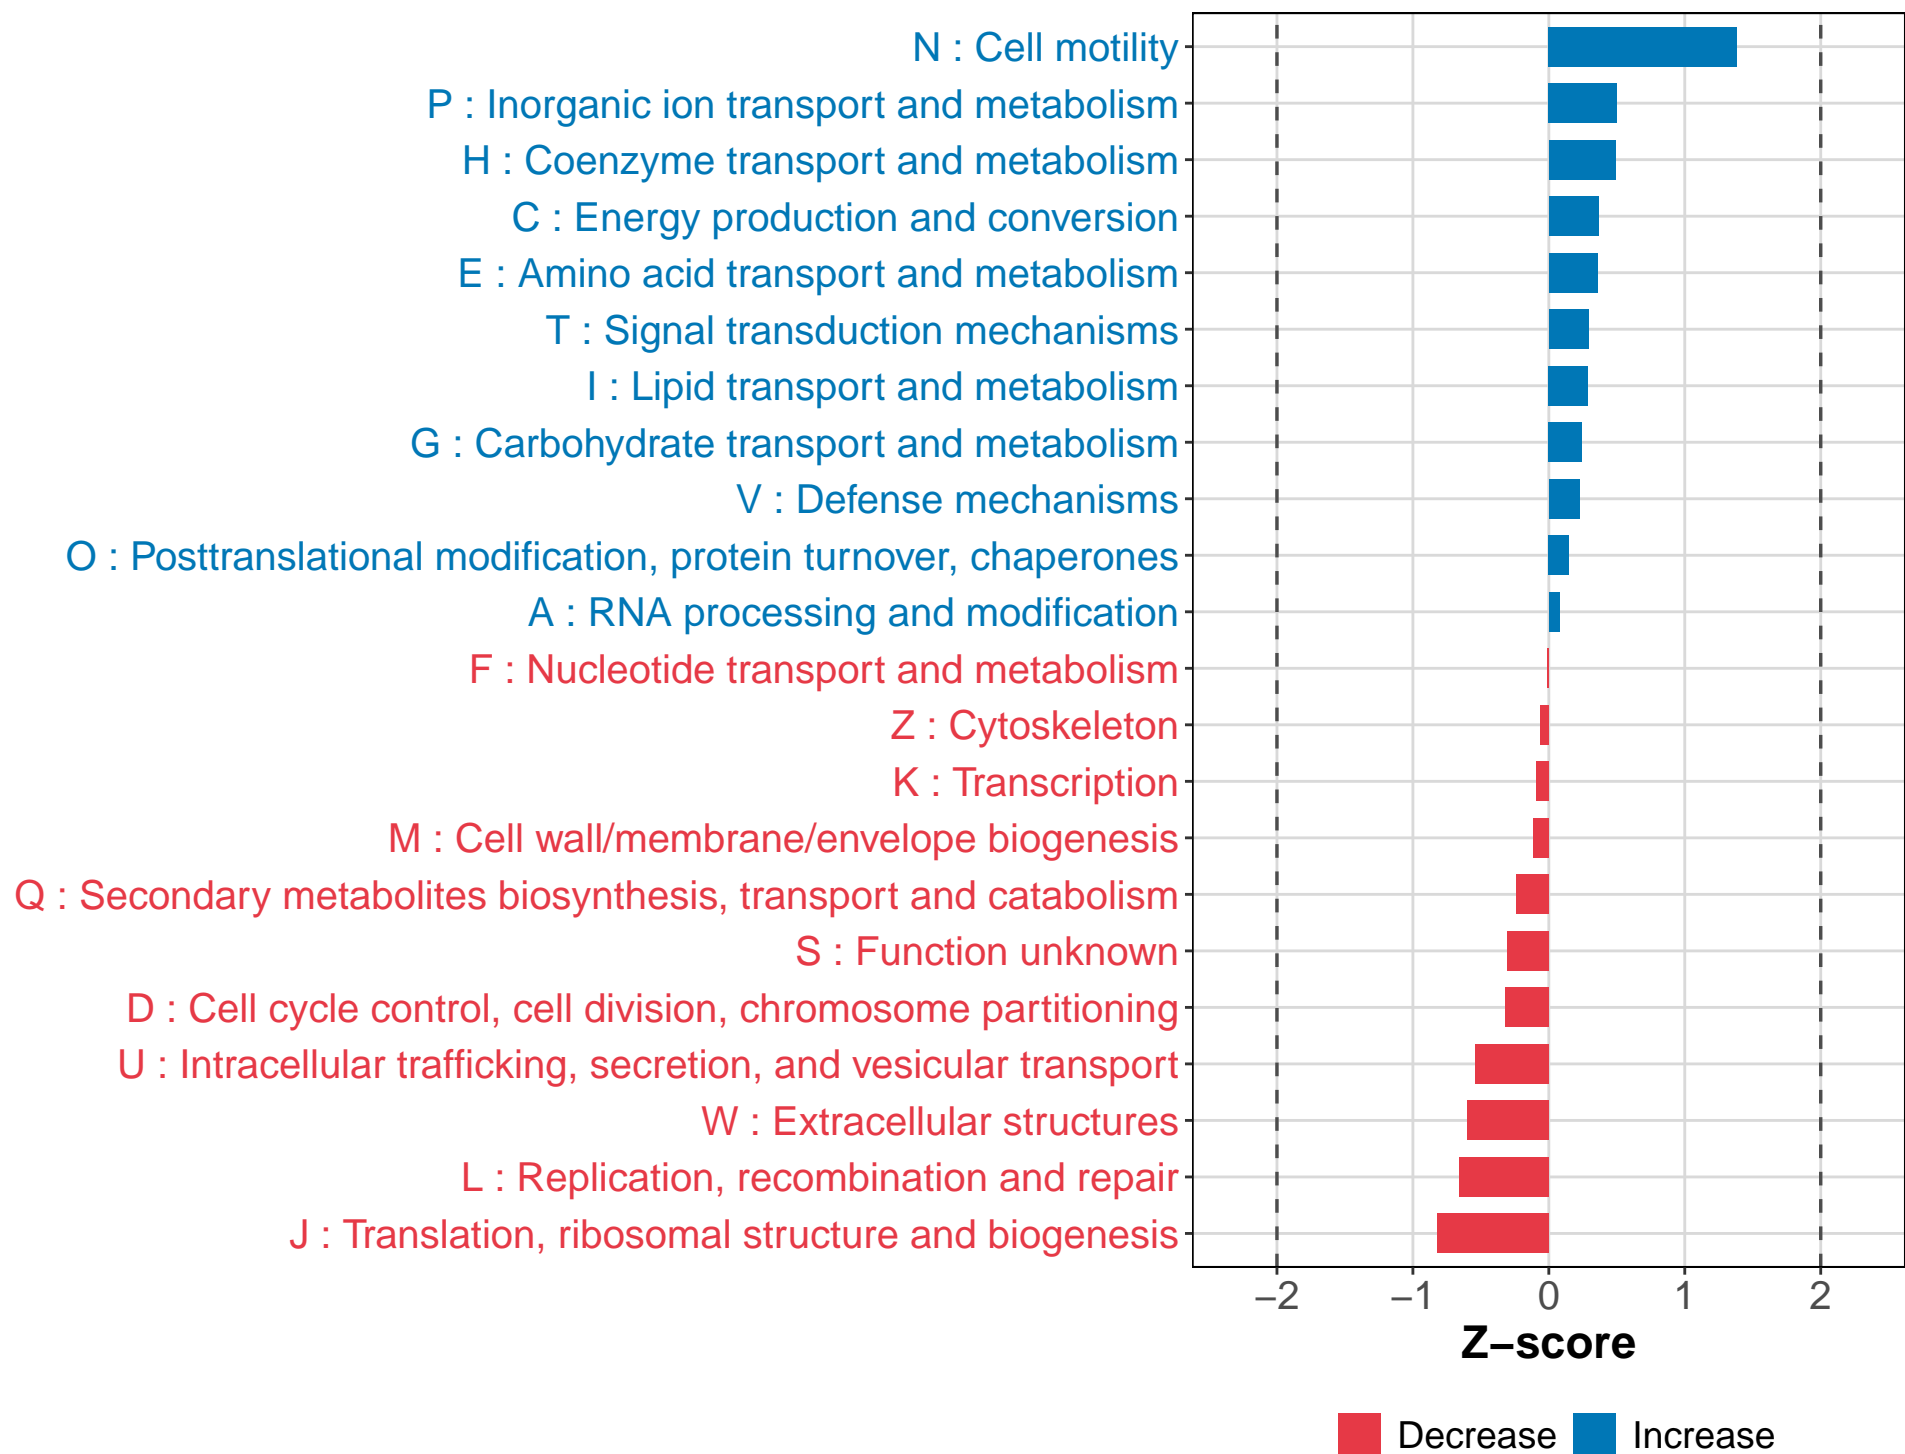 N : Cell motility
P : Inorganic ion transport and metabolism
H : Coenzyme transport and metabolism
C : Energy production and conversion
E : Amino acid transport and metabolism
T : Signal transduction mechanisms
I : Lipid transport and metabolism
G : Carbohydrate transport and metabolism
V : Defense mechanisms
O : Posttranslational modification, protein turnover, chaperones
A : RNA processing and modification
F : Nucleotide transport and metabolism
Z : Cytoskeleton
K : Transcription
M : Cell wall/membrane/envelope biogenesis
Q : Secondary metabolites biosynthesis, transport and catabolism
S : Function unknown
D : Cell cycle control, cell division, chromosome partitioning
U : Intracellular trafficking, secretion, and vesicular transport
W : Extracellular structures
L : Replication, recombination and repair
J : Translation, ribosomal structure and biogenesis
−2 −1 0 1 2
Z−score
Decrease Increase